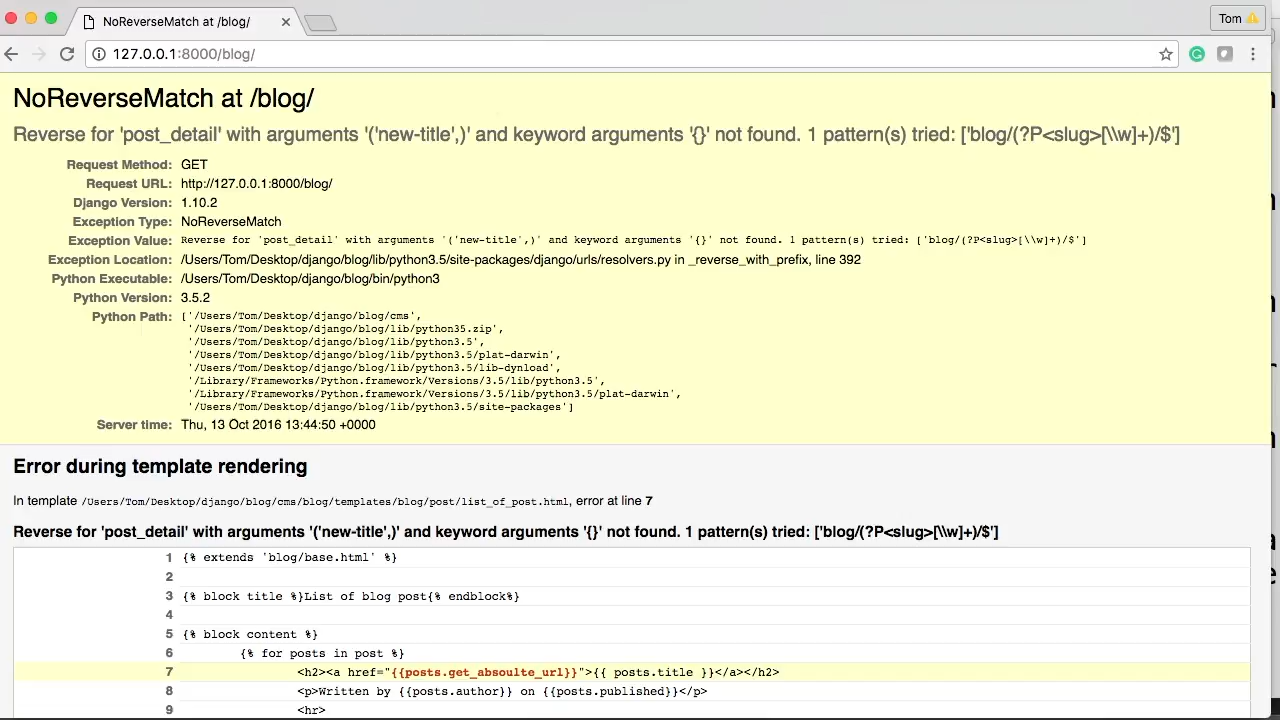 NoReverseMatch at /blog/
Tom
127.0.0.1:8000/blog/
NoReverseMatch at /blog/
Reverse for 'post_detail' with arguments '('new-title',)' and keyword arguments '{}' not found. 1 pattern(s) tried: ['blog/(?P<slug>[\\w]+)/$']
Request Method: GET
Request URL: http://127.0.0.1:8000/blog/
Django Version: 1.10.2
Exception Type: NoReverseMatch
Exception Value: Reverse for 'post_detail' with arguments '('new-title',)' and keyword arguments '{}' not found. 1 pattern(s) tried: ['blog/(?P<slug>[\\w]+)/$']
Exception Location: /Users/Tom/Desktop/django/blog/lib/python3.5/site-packages/django/urls/resolvers.py in _reverse_with_prefix, line 392
Python Executable: /Users/Tom/Desktop/django/blog/bin/python3
Python Version: 3.5.2
Python Path: ['/Users/Tom/Desktop/django/blog/cms',
'/Users/Tom/Desktop/django/blog/lib/python35.zip',
'/Users/Tom/Desktop/django/blog/lib/python3.5',
'/Users/Tom/Desktop/django/blog/lib/python3.5/plat-darwin',
'/Users/Tom/Desktop/django/blog/lib/python3.5/lib-dynload',
'/Library/Frameworks/Python.framework/Versions/3.5/lib/python3.5',
'/Library/Frameworks/Python.framework/Versions/3.5/lib/python3.5/plat-darwin',
'/Users/Tom/Desktop/django/blog/lib/python3.5/site-packages']
Server time: Thu, 13 Oct 2016 13:44:50 +0000
Error during template rendering
In template /Users/Tom/Desktop/django/blog/cms/blog/templates/blog/post/list_of_post.html, error at line 7
Reverse for 'post_detail' with arguments '('new-title',)' and keyword arguments '{}' not found. 1 pattern(s) tried: ['blog/(?P<slug>[\\w]+)/$']
1 {% extends 'blog/base.html' %}
2
3 {% block title %}List of blog post{% endblock%}
4
5 {% block content %}
6 {% for posts in post %}
7 <h2><a href="{{posts.get_absoulte_url}}">{{ posts.title }}</a></h2>
8 <p>Written by {{posts.author}} on {{posts.published}}</p>
9 <hr>